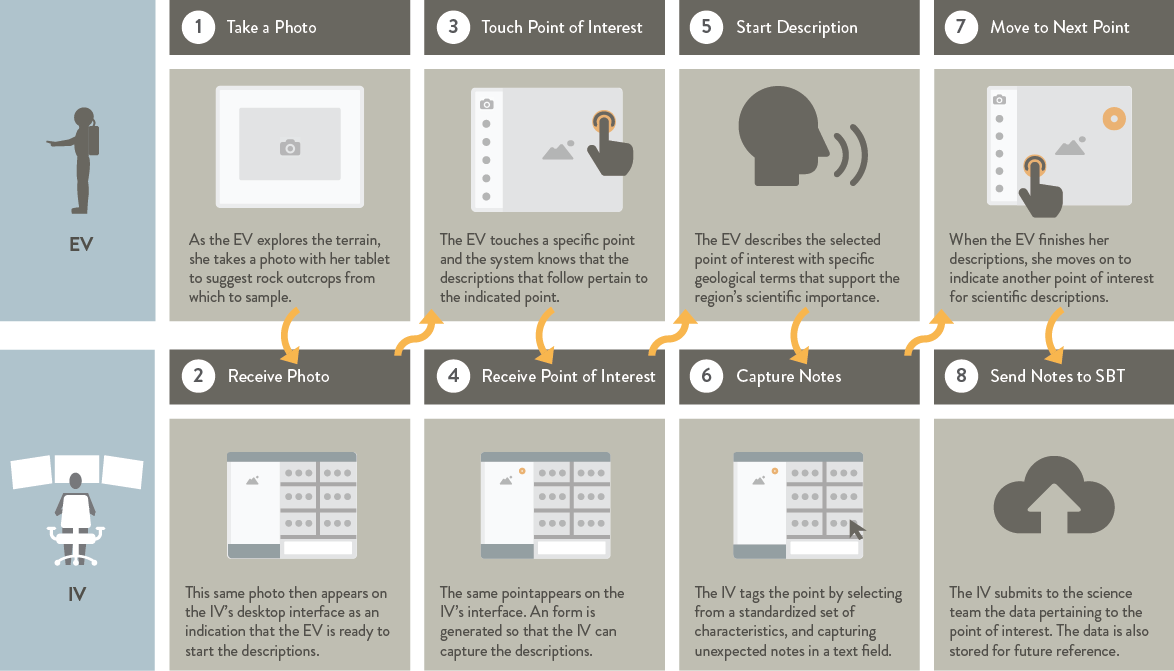 1 Take a Photo
3 Touch Point of Interest
5 Start Description
7 Move to Next Point
EV
As the EV explores the terrain,
she takes a photo with her tablet
to suggest rock outcrops from
which to sample.
The EV touches a specific point
and the system knows that the
descriptions that follow pertain to
the indicated point.
The EV describes the selected
point of interest with specific
geological terms that support the
region's scientific importance.
When the EV finishes her
descriptions, she moves on to
indicate another point of interest
for scientific descriptions.
2 Receive Photo
4 Receive Point of Interest
6 Capture Notes
8 Send Notes to SBT
IV
This same photo then appears on
the IV's desktop interface as an
indication that the EV is ready to
start the descriptions.
The same pointappears on the
IV's interface. An form is
generated so that the IV can
capture the descriptions.
The IV tags the point by selecting
from a standardized set of
characteristics, and capturing
unexpected notes in a text field.
The IV submits to the science
team the data pertaining to the
point of interest. The data is also
stored for future reference.